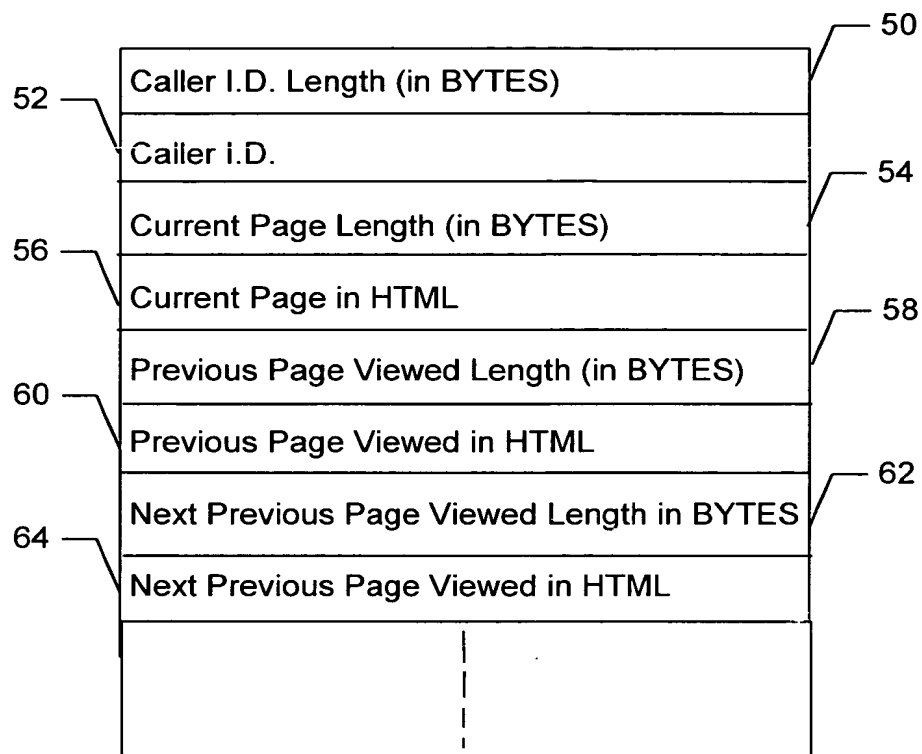 50
Caller I.D. Length (in BYTES)
52
Caller I.D.
54
Current Page Length (in BYTES)
56
Current Page in HTML
58
Previous Page Viewed Length (in BYTES)
60
Previous Page Viewed in HTML
62
Next Previous Page Viewed Length in BYTES
64
Next Previous Page Viewed in HTML